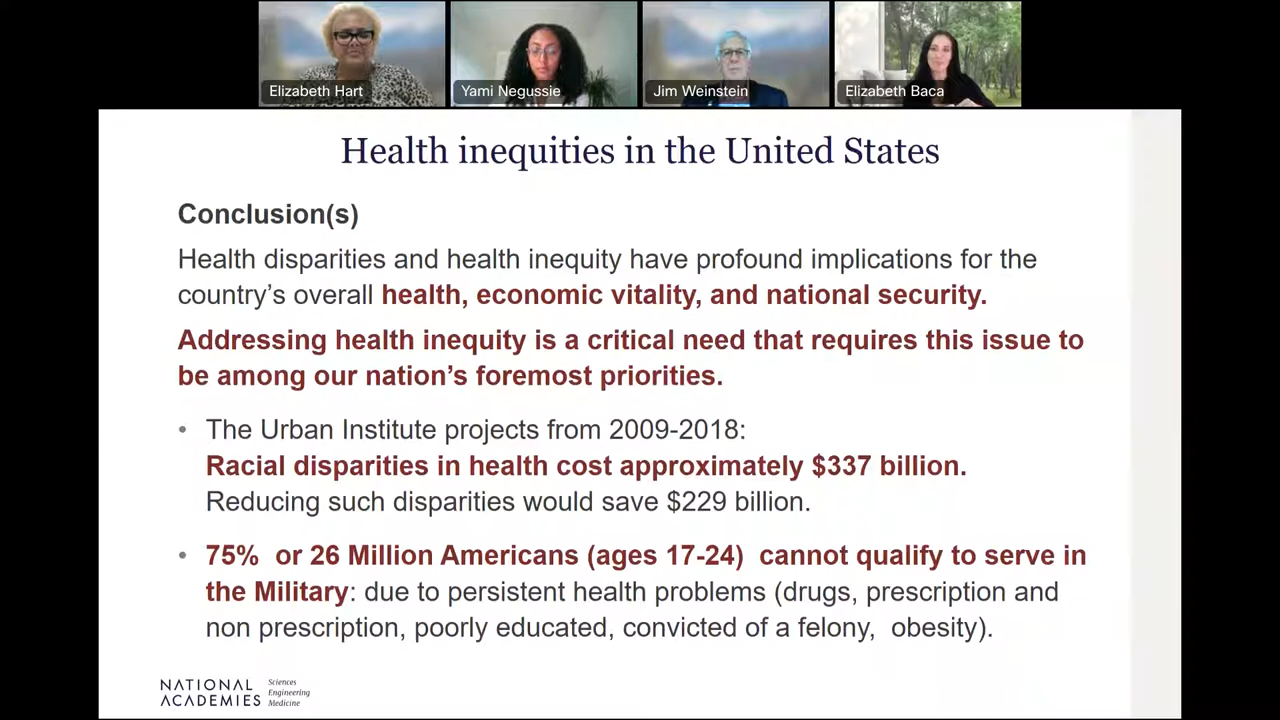 Elizabeth Hart
Yami Negussie
Jim Weinstein
Elizabeth Baca
Health inequities in the United States
Conclusion(s)
Health disparities and health inequity have profound implications for the
country’s overall health, economic vitality, and national security.
Addressing health inequity is a critical need that requires this issue to
be among our nation’s foremost priorities.
• The Urban Institute projects from 2009-2018:
Racial disparities in health cost approximately $337 billion.
Reducing such disparities would save $229 billion.
• 75% or 26 Million Americans (ages 17-24) cannot qualify to serve in
the Military: due to persistent health problems (drugs, prescription and
non prescription, poorly educated, convicted of a felony, obesity).
NATIONAL
ACADEMIES
Sciences
Engineering
Medicine